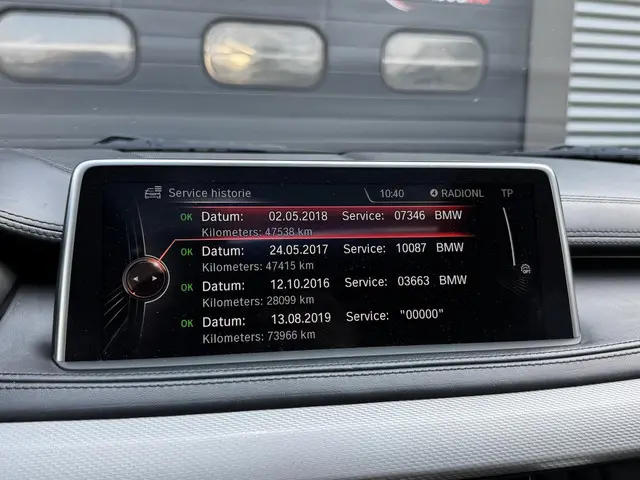 Service historie 10:40 RADIONL TP
OK Datum: 02.05.2018 Service: 07346 BMW
Kilometers: 47538 km
OK Datum: 24.05.2017 Service: 10087 BMW
Kilometers: 47415 km
OK Datum: 12.10.2016 Service: 03663 BMW
Kilometers: 28099 km
OK Datum: 13.08.2019 Service: "00000"
Kilometers: 73966 km